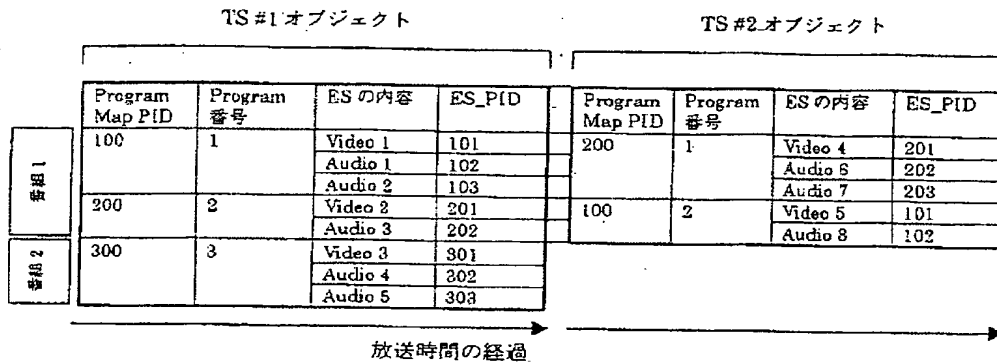 TS #1 オブジェクト
TS #2 オブジェクト
Program Map PID Program 番号 ES の内容 ES_PID
番組 1
100 1 Video 1 101
Audio 1 102
Audio 2 103
200 2 Video 2 201
Audio 3 202
番組 2
300 3 Video 3 301
Audio 4 302
Audio 5 303
Program Map PID Program 番号 ES の内容 ES_PID
200 1 Video 4 201
Audio 6 202
Audio 7 203
100 2 Video 5 101
Audio 8 102
放送時間の経過